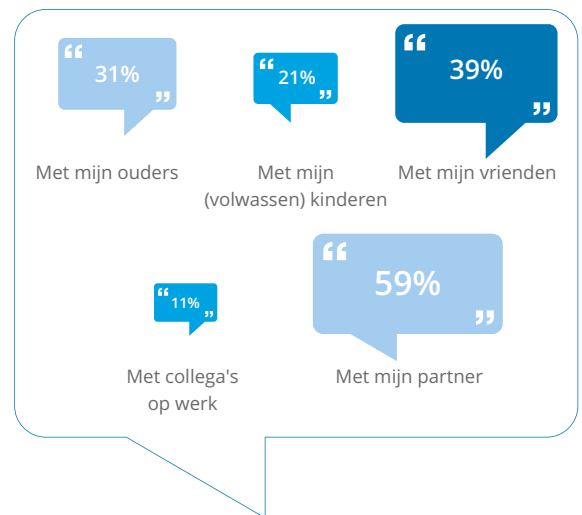 “ 31% ”
Met mijn ouders
“ 21% ”
Met mijn
(volwassen) kinderen
“ 39% ”
Met mijn vrienden
“ 11% ”
Met collega's
op werk
“ 59% ”
Met mijn partner